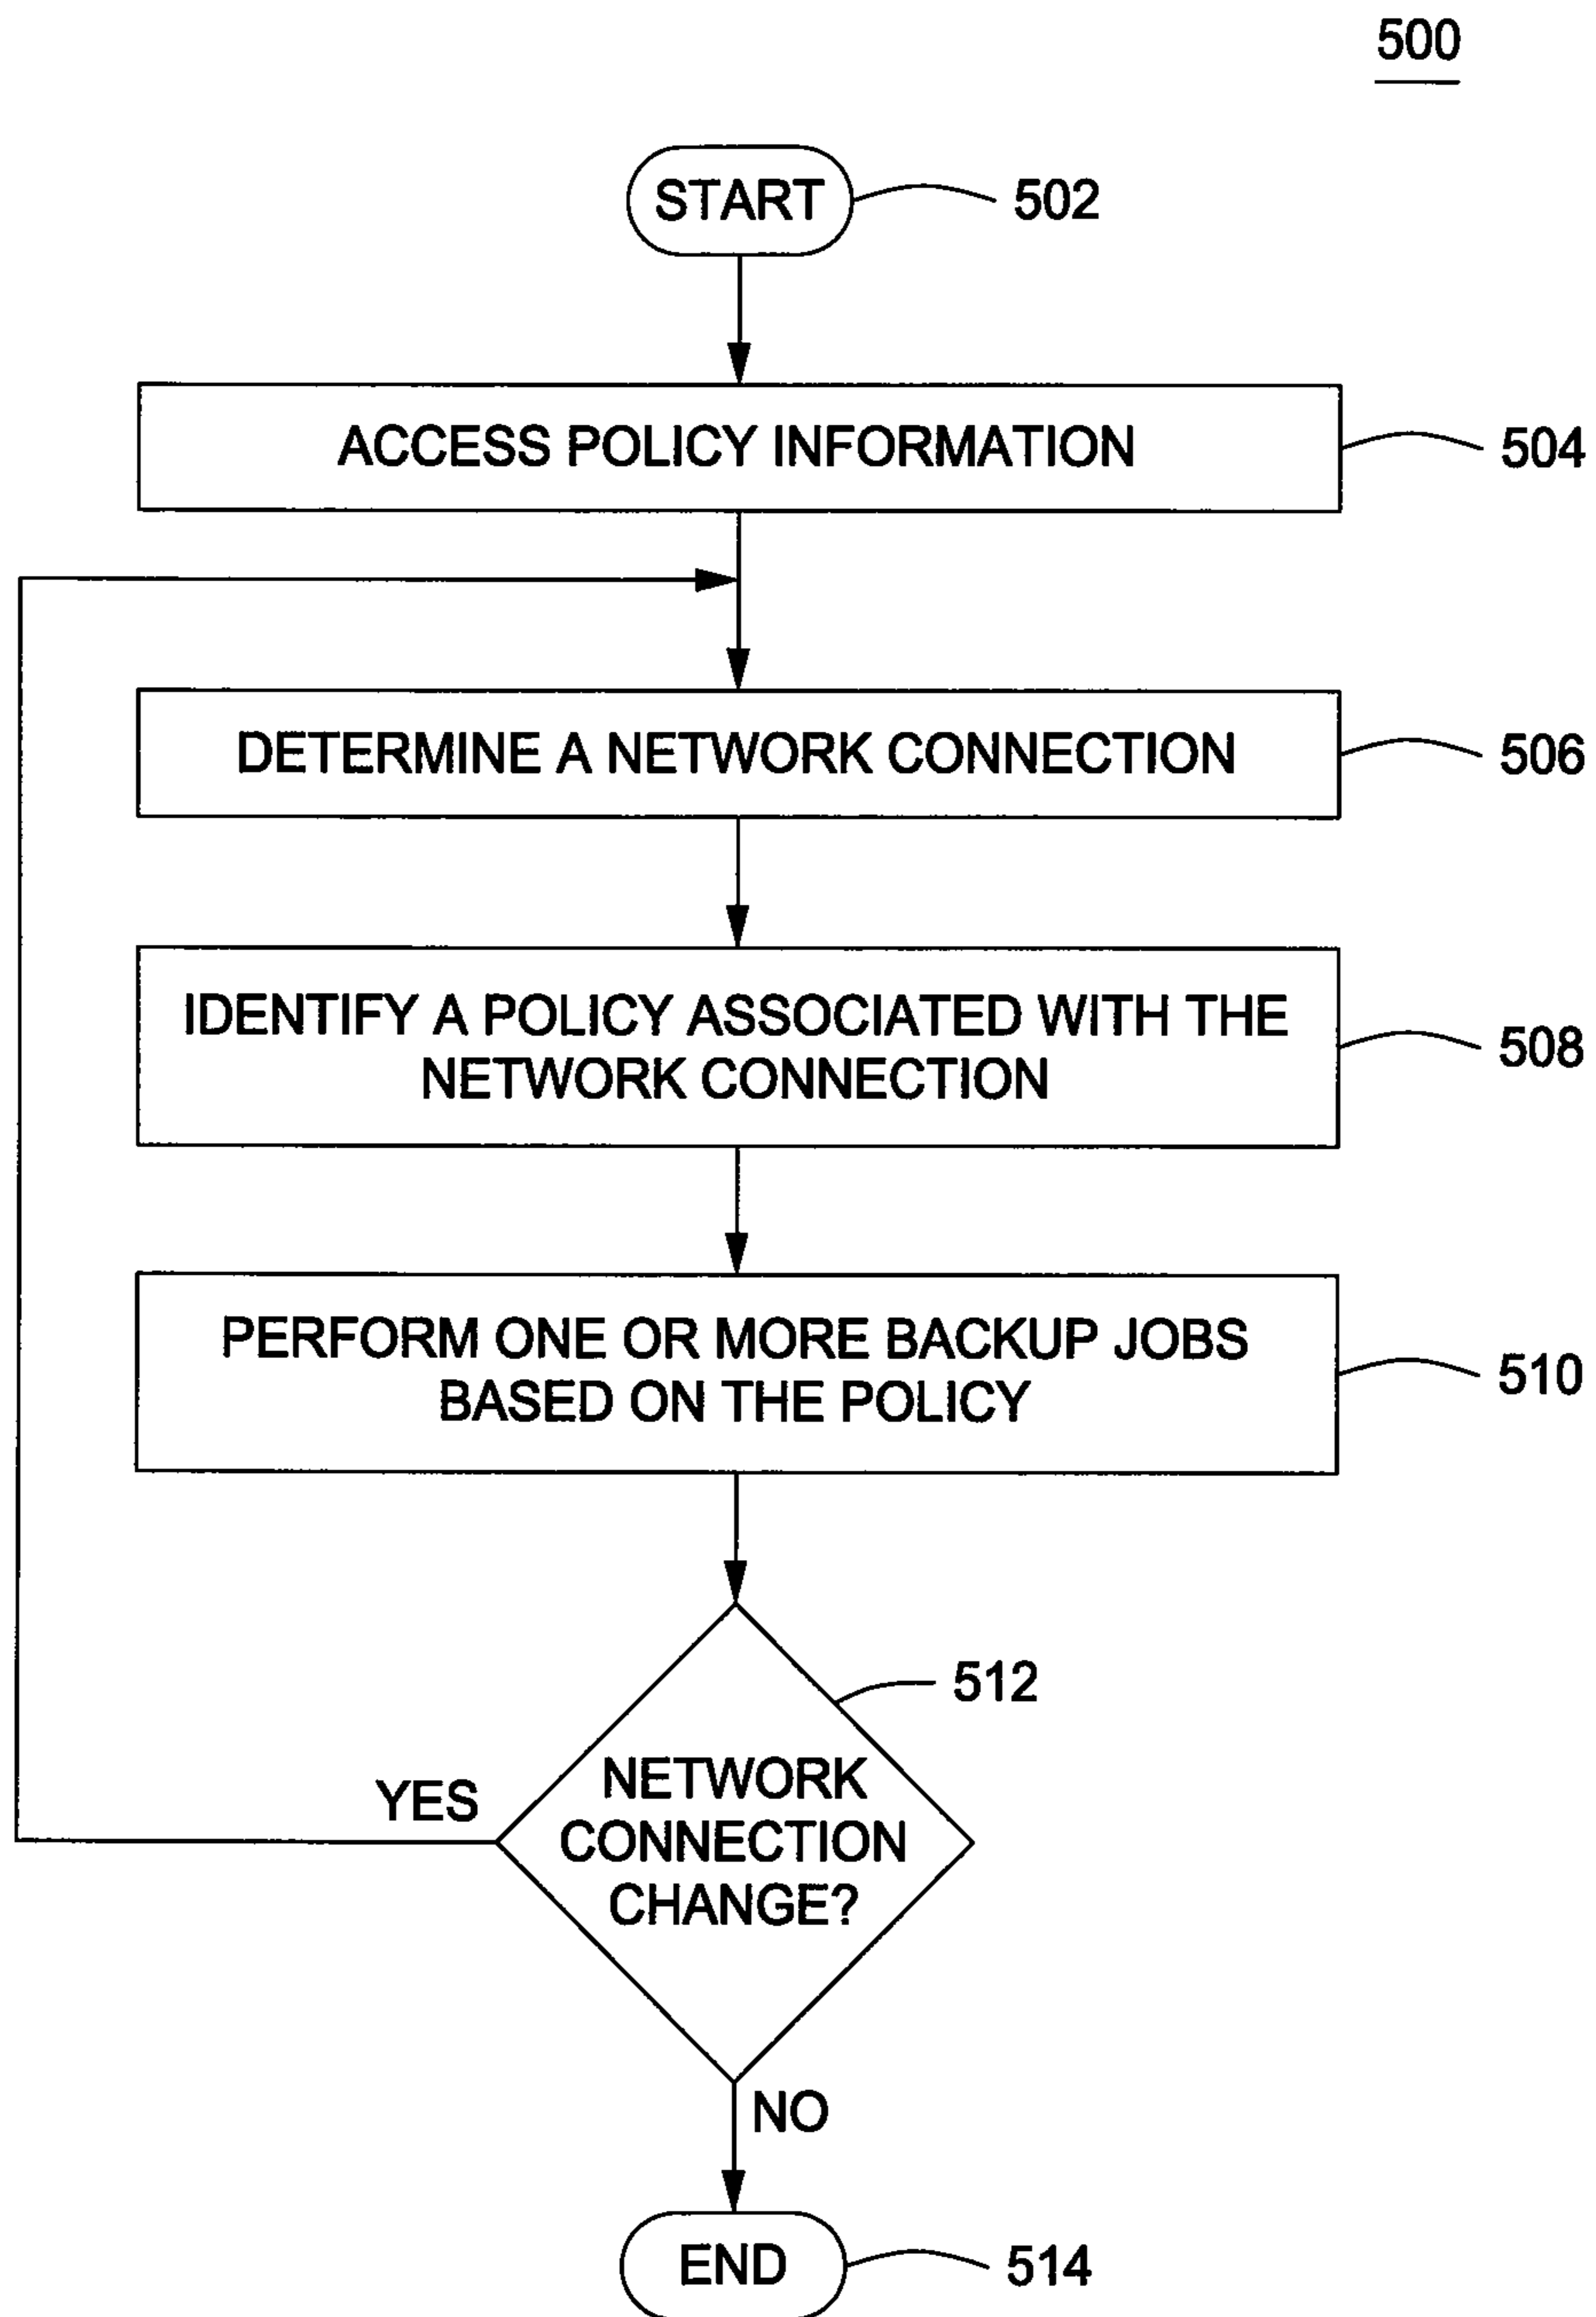 500
START
502
ACCESS POLICY INFORMATION
504
DETERMINE A NETWORK CONNECTION
506
IDENTIFY A POLICY ASSOCIATED WITH THE
NETWORK CONNECTION
508
PERFORM ONE OR MORE BACKUP JOBS
BASED ON THE POLICY
510
512
NETWORK
CONNECTION
CHANGE?
YES
NO
END
514